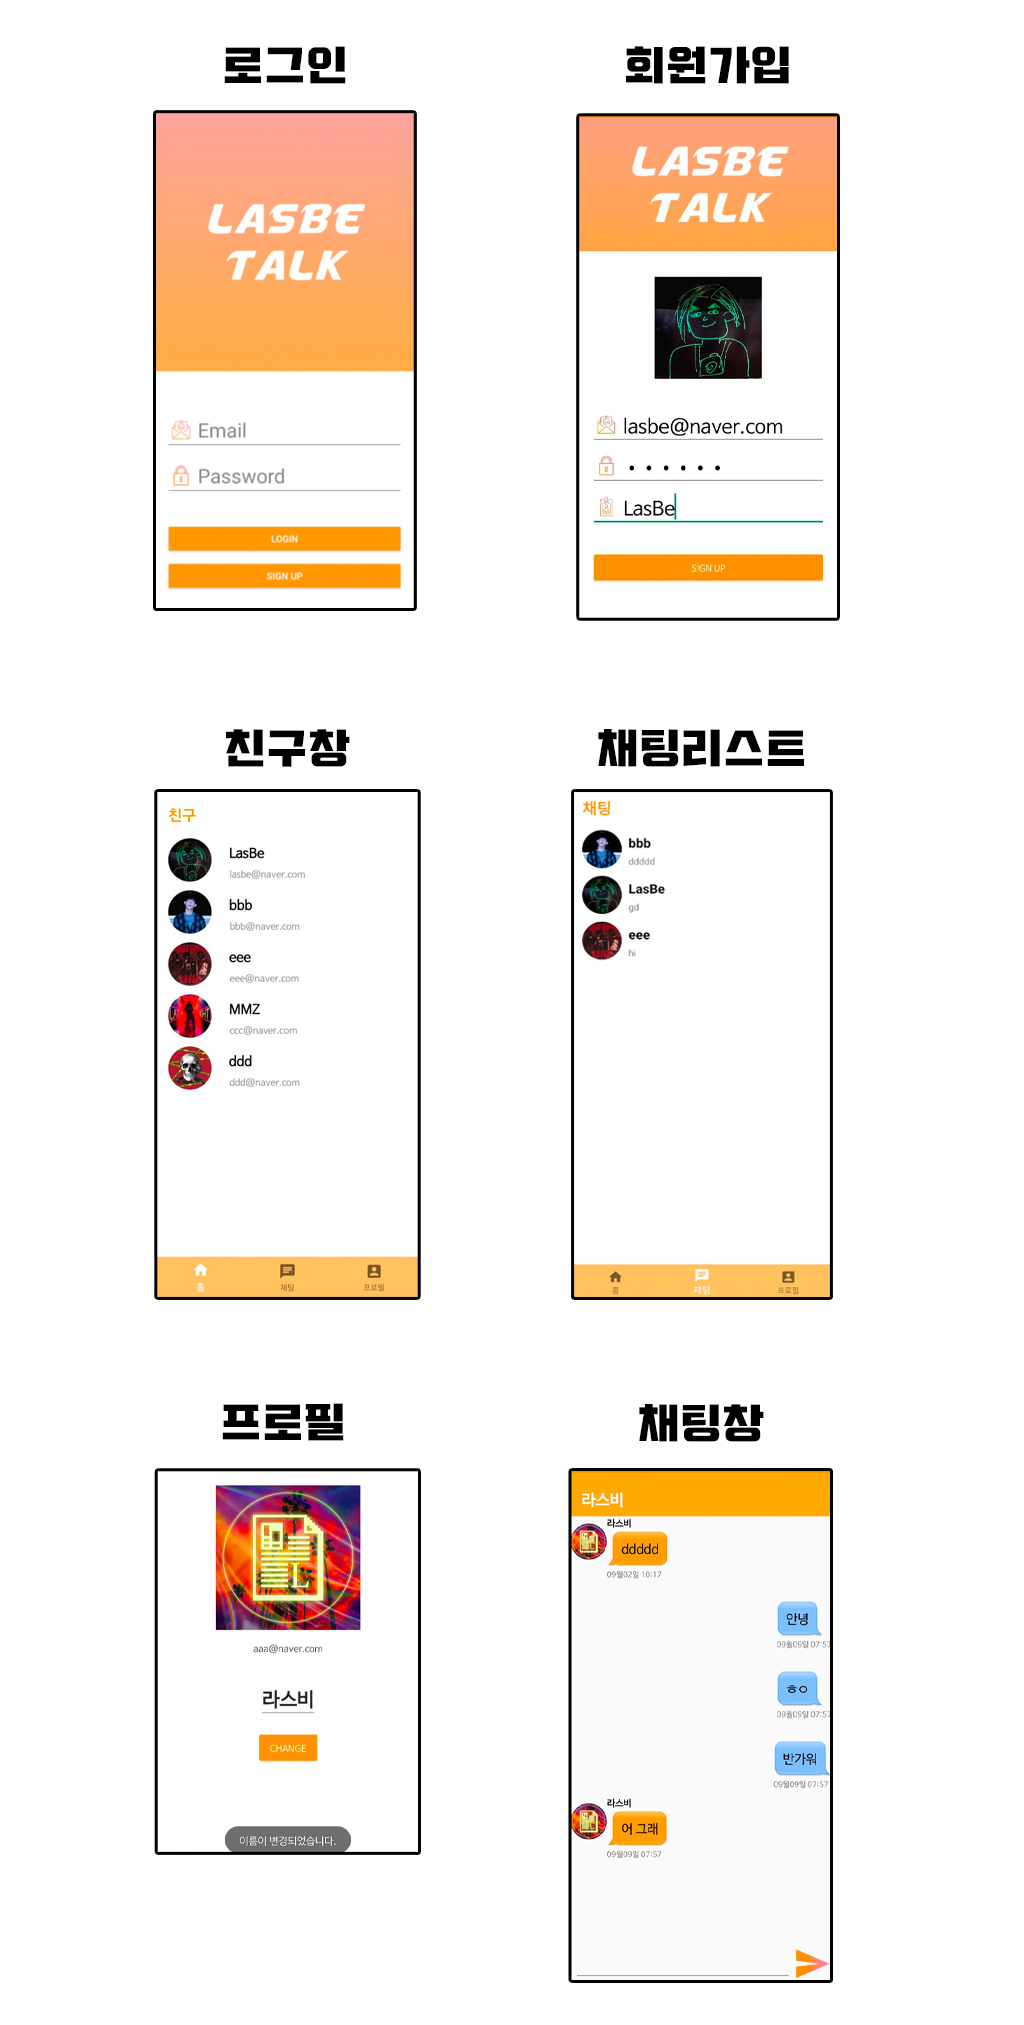 로그인
LASBE
TALK
Email
Password
LOGIN
SIGN UP
회원가입
LASBE
TALK
lasbe@naver.com
••••••
LasBe
SIGN UP
친구창
친구
LasBe
lasbe@naver.com
bbb
bbb@naver.com
eee
eee@naver.com
MMZ
ccc@naver.com
ddd
ddd@naver.com
홈 채팅 프로필
채팅리스트
채팅
bbb
ddddd
LasBe
gd
eee
hi
홈 채팅 프로필
프로필
L
aaa@naver.com
라스비
CHANGE
이름이 변경되었습니다.
채팅창
라스비
라스비
ddddd
09월02일 10:17
안녕
09월09일 07:57
ㅎㅇ
09월09일 07:57
반가워
09월09일 07:57
라스비
어 그래
09월09일 07:57